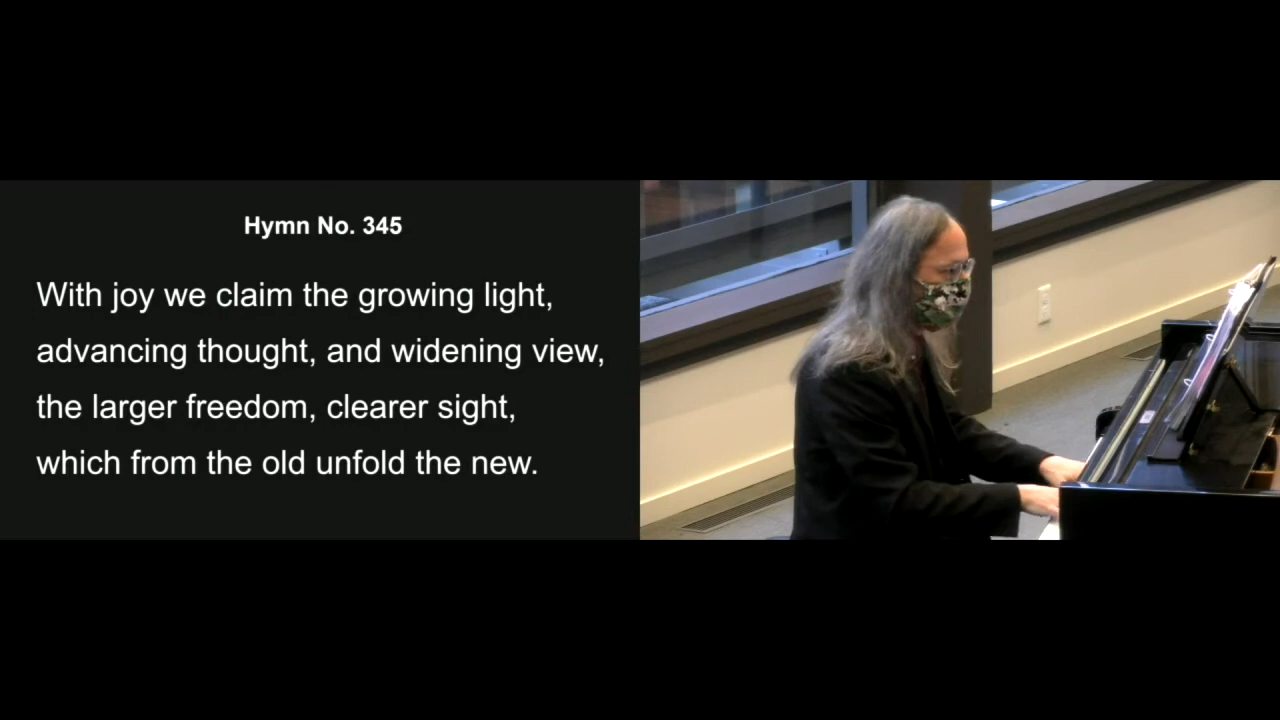 Hymn No. 345
With joy we claim the growing light,
advancing thought, and widening view,
the larger freedom, clearer sight,
which from the old unfold the new.